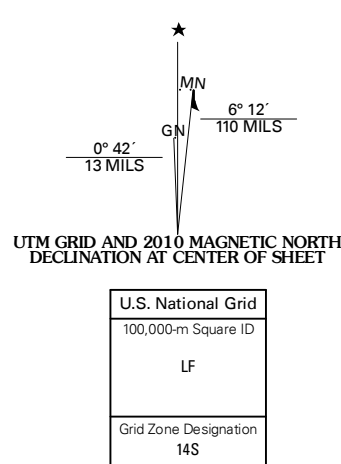 MN
GN
6° 12´
110 MILS
0° 42´
13 MILS
UTM GRID AND 2010 MAGNETIC NORTH
DECLINATION AT CENTER OF SHEET
U.S. National Grid
100,000-m Square ID
LF
Grid Zone Designation
14S